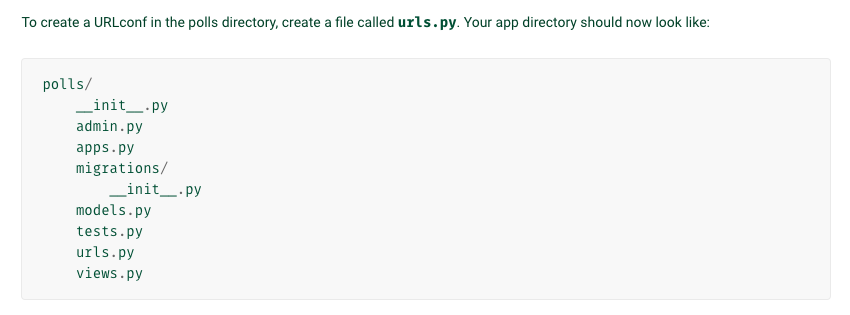 To create a URLconf in the polls directory, create a file called urls.py. Your app directory should now look like:
polls/
    __init__.py
    admin.py
    apps.py
    migrations/
        __init__.py
    models.py
    tests.py
    urls.py
    views.py